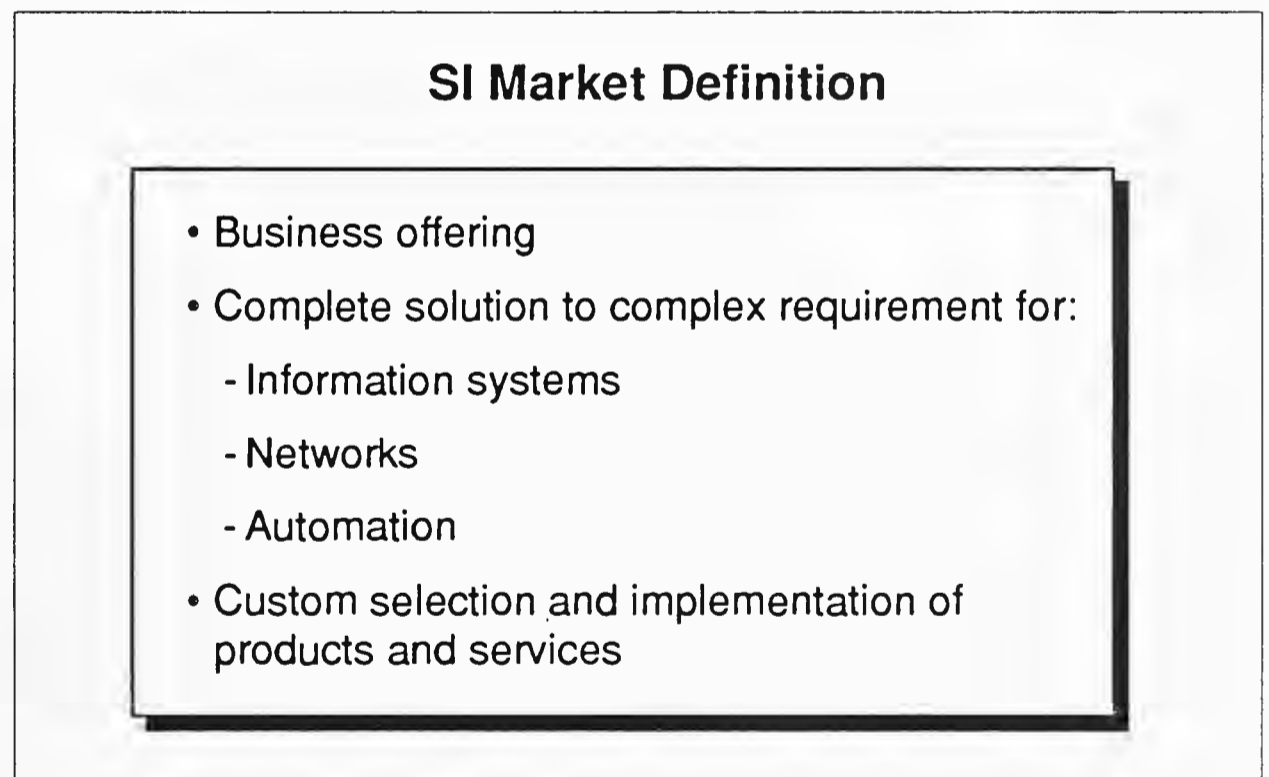 SI Market Definition
• Business offering
• Complete solution to complex requirement for:
- Information systems
- Networks
- Automation
• Custom selection and implementation of
products and services